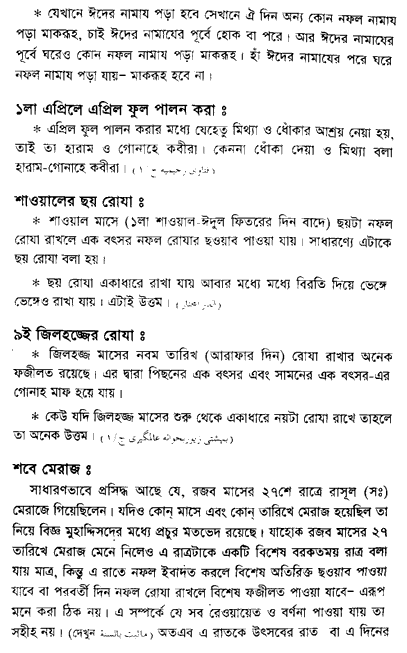 * যেখানে ঈদের নামায পড়া হবে সেখানে ঐ দিন অন্য কোন নফল নামায
পড়া মাকরূহ, চাই ঈদের নামাযের পূর্বে হোক বা পরে। আর ঈদের নামাযের
পূর্বে ঘরেও কোন নফল নামায পড়া মাকরূহ। হাঁ ঈদের নামাযের পরে ঘরে
নফল নামায পড়া যায়– মাকরূহ হবে না।
১লা এপ্রিলে এপ্রিল ফুল পালন করা ঃ
* এপ্রিল ফুল পালন করার মধ্যে যেহেতু মিথ্যা ও ধোঁকার আশ্রয় নেয়া হয়,
তাই তা হারাম ও গোনাহে কবীরা। কেননা ধোঁকা দেয়া ও মিথ্যা বলা
হারাম-গোনাহে কবীরা। (فتاوى رحيميه ج ١)
শাওয়ালের ছয় রোযা ঃ
* শাওয়াল মাসে (১লা শাওয়াল-ঈদুল ফিতরের দিন বাদে) ছয়টা নফল
রোযা রাখলে এক বৎসর নফল রোযার ছওয়াব পাওয়া যায়। সাধারণ্যে এটাকে
ছয় রোযা বলা হয়।
* ছয় রোযা একাধারে রাখা যায় আবার মধ্যে মধ্যে বিরতি দিয়ে ভেঙ্গে
ভেঙ্গেও রাখা যায়। এটাই উত্তম। (الدر المختار)
৯ই জিলহজ্জের রোযা ঃ
* জিলহজ্জ মাসের নবম তারিখ (আরাফার দিন) রোযা রাখার অনেক
ফজীলত রয়েছে। এর দ্বারা পিছনের এক বৎসর এবং সামনের এক বৎসর-এর
গোনাহ মাফ হয়ে যায়।
* কেউ যদি জিলহজ্জ মাসের শুরু থেকে একাধারে নয়টা রোযা রাখে তাহলে
তা অনেক উত্তম। (بہشتی زیور بحوالہ عالمگیری ج/١)
শবে মেরাজ ঃ
সাধারণভাবে প্রসিদ্ধ আছে যে, রজব মাসের ২৭শে রাত্রে রাসূল (সঃ)
মেরাজে গিয়েছিলেন। যদিও কোন্ মাসে এবং কোন্ তারিখে মেরাজ হয়েছিল তা
নিয়ে বিজ্ঞ মুহাদ্দিসদের মধ্যে প্রচুর মতভেদ রয়েছে। যাহোক রজব মাসের ২৭
তারিখে মেরাজ মেনে নিলেও এ রাত্রটাকে একটি বিশেষ বরকতময় রাত্র বলা
যায় মাত্র, কিন্তু এ রাতে নফল ইবাদত করলে বিশেষ অতিরিক্ত ছওয়াব পাওয়া
যাবে বা পরবর্তী দিন নফল রোযা রাখলে বিশেষ ফজীলত পাওয়া যাবে– এরূপ
মনে করা ঠিক নয়। এ সম্পর্কে যে সব রেওয়ায়েত ও বর্ণনা পাওয়া যায় তা
সহীহ নয়। (দেখুন ما ثبت بالسنة) অতএব এ রাতকে উৎসবের রাত বা এ দিনের